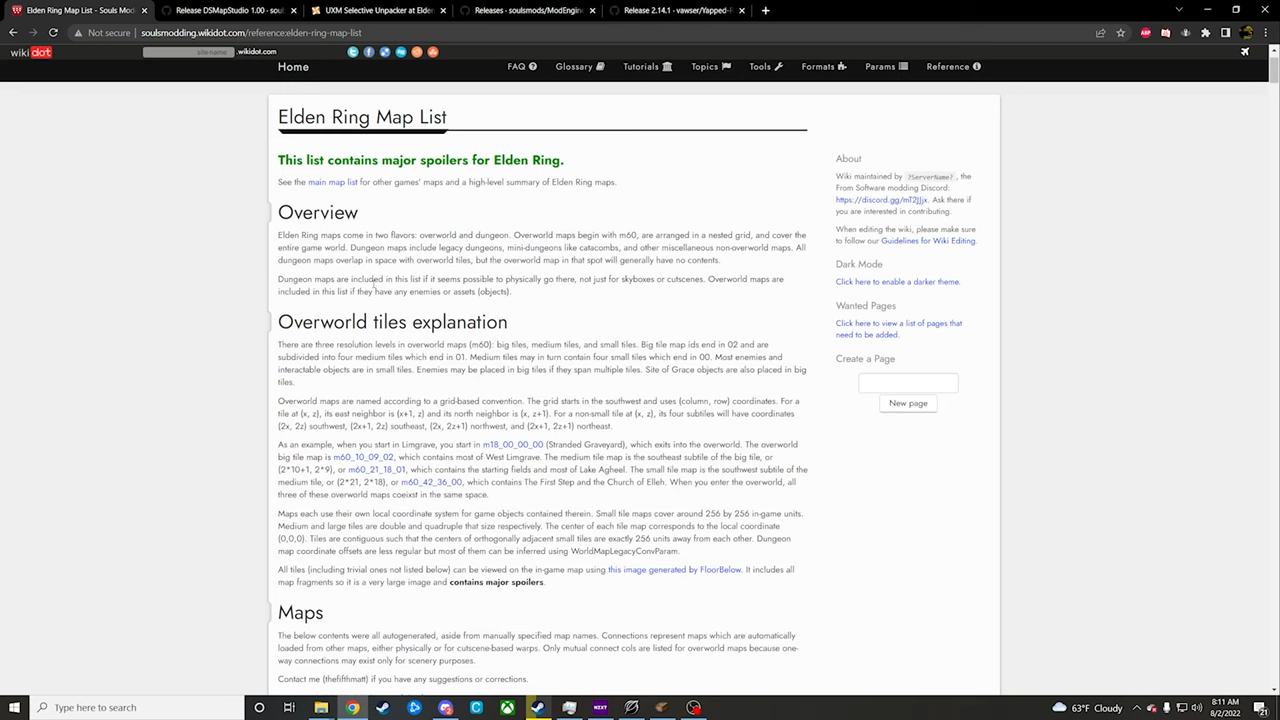 Elden Ring Map List - Souls Mod
Release DSMapStudio 1.00 · sou
UXM Selective Unpacker at Elden
Releases · soulsmods/ModEngine
Release 2.14.1 · vawser/Yapped-R
Not secure
soulsmodding.wikidot.com/reference:elden-ring-map-list
wiki dot
site-name
.wikidot.com
Home
FAQ
Glossary
Tutorials
Topics
Tools
Formats
Params
Reference
Elden Ring Map List
This list contains major spoilers for Elden Ring.
See the main map list for other games' maps and a high-level summary of Elden Ring maps.
Overview
Elden Ring maps come in two flavors: overworld and dungeon. Overworld maps begin with m60, are arranged in a nested grid, and cover the
entire game world. Dungeon maps include legacy dungeons, mini-dungeons like catacombs, and other miscellaneous non-overworld maps. All
dungeon maps overlap in space with overworld tiles, but the overworld map in that spot will generally have no contents.
Dungeon maps are included in this list if it seems possible to physically go there, not just for skyboxes or cutscenes. Overworld maps are
included in this list if they have any enemies or assets (objects).
Overworld tiles explanation
There are three resolution levels in overworld maps (m60): big tiles, medium tiles, and small tiles. Big tile map ids end in 02 and are
subdivided into four medium tiles which end in 01. Medium tiles may in turn contain four small tiles which end in 00. Most enemies and
interactable objects are in small tiles. Enemies may be placed in big tiles if they span multiple tiles. Site of Grace objects are also placed in big
tiles.
Overworld maps are named according to a grid-based convention. The grid starts in the southwest and uses (column, row) coordinates. For a
tile at (x, z), its east neighbor is (x+1, z) and its north neighbor is (x, z+1). For a non-small tile at (x, z), its four subtiles will have coordinates
(2x, 2z) southwest, (2x+1, 2z) southeast, (2x, 2z+1) northwest, and (2x+1, 2z+1) northeast.
As an example, when you start in Limgrave, you start in m18_00_00_00 (Stranded Graveyard), which exits into the overworld. The overworld
big tile map is m60_10_09_02, which contains most of West Limgrave. The medium tile map is the southeast subtile of the big tile, or
(2*10+1, 2*9), or m60_21_18_01, which contains the starting fields and most of Lake Agheel. The small tile map is the southwest subtile of the
medium tile, or (2*21, 2*18), or m60_42_36_00, which contains The First Step and the Church of Elleh. When you enter the overworld, all
three of these overworld maps coeixst in the same space.
Maps each use their own local coordinate system for game objects contained therein. Small tile maps cover around 256 by 256 in-game units.
Medium and large tiles are double and quadruple that size respectively. The center of each tile map corresponds to the local coordinate
(0,0,0). Tiles are contiguous such that the centers of orthogonally adjacent small tiles are exactly 256 units away from each other. Dungeon
map coordinate offsets are less regular but most of them can be inferred using WorldMapLegacyConvParam.
All tiles (including trivial ones not listed below) can be viewed on the in-game map using this image generated by FloorBelow. It includes all
map fragments so it is a very large image and contains major spoilers.
Maps
The below contents were all autogenerated, aside from manually specified map names. Connections represent maps which are automatically
loaded from other maps, either physically or for cutscene-based warps. Only mutual connect cols are listed for overworld maps because one-
way connections may exist only for scenery purposes.
Contact me (thefifthmatt) if you have any suggestions or corrections.
About
Wiki maintained by ?ServerName?, the
From Software modding Discord:
https://discord.gg/mT2JJjx. Ask there if
you are interested in contributing.
When editing the wiki, please make sure
to follow our Guidelines for Wiki Editing.
Dark Mode
Click here to enable a darker theme.
Wanted Pages
Click here to view a list of pages that
need to be added.
Create a Page
New page
Type here to search
NZXT
63°F Cloudy
8:11 AM
8/2/2022
21